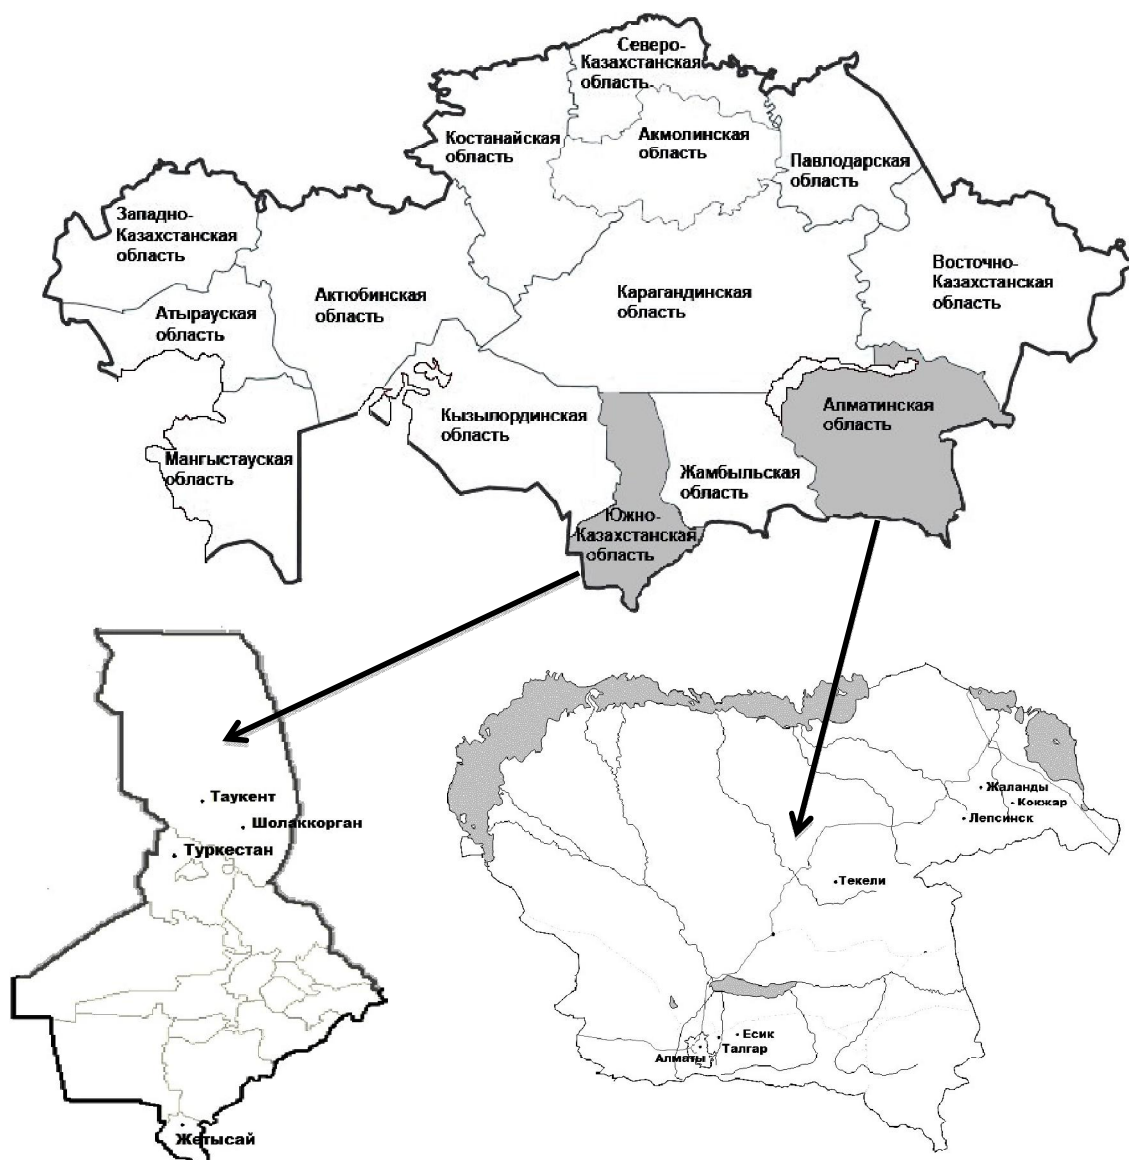 Северо-
Казахстанская
область
Костанайская
область
Акмолинская
область
Павлодарская
область
Западно-
Казахстанская
область
Восточно-
Казахстанская
область
Актюбинская
область
Карагандинская
область
Атырауская
область
Кызылординская
область
Алматинская
область
Мангыстауская
область
Жамбыльская
область
Южно-
Казахстанская
область
Таукент
Шолаккорган
Туркестан
Жетысай
Жаланды
Кокжар
Лепсинск
Текели
Есик
Талгар
Алматы